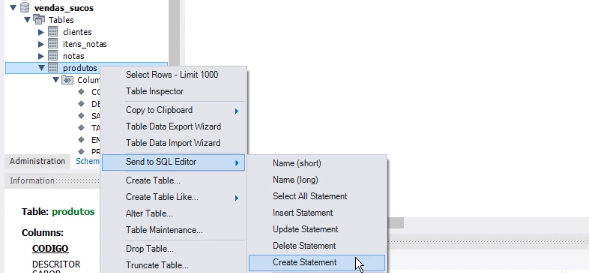 vendas_sucos
Tables
clientes
itens_notas
notas
produtos
Colum
CO
DE
SA
TA
EN
PR
Administration Schem
Information
Table: produtos
Columns:
CODIGO
DESCRITOR
SABOR
Select Rows - Limit 1000
Table Inspector
Copy to Clipboard
Table Data Export Wizard
Table Data Import Wizard
Send to SQL Editor
Create Table...
Create Table Like...
Alter Table...
Table Maintenance...
Drop Table...
Truncate Table...
Name (short)
Name (long)
Select All Statement
Insert Statement
Update Statement
Delete Statement
Create Statement